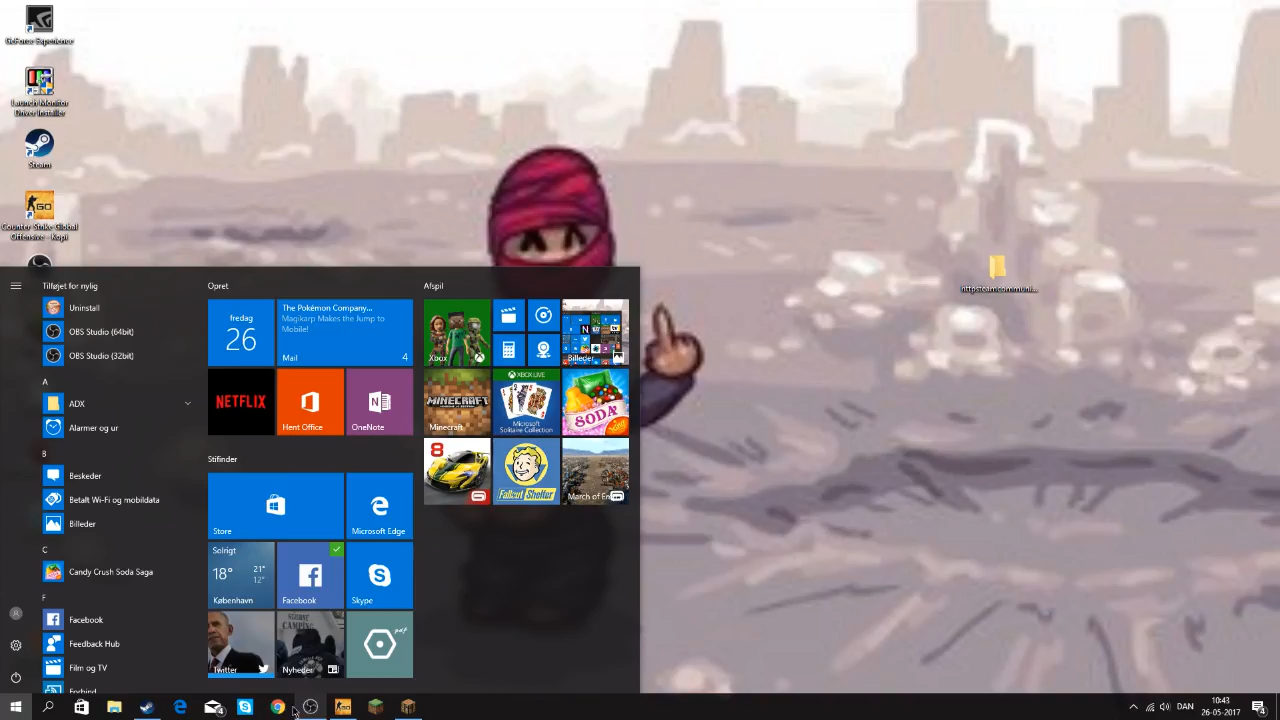 GeForce Experience
Launch Monitor
Driver Installer
Steam
GO
Counter-Strike Global
Offensive - Kopi
Tilføjet for nylig
Uninstall
OBS Studio (64bit)
OBS Studio (32bit)
A
ADX
Alarmer og ur
B
Beskeder
Betalt Wi-Fi og mobildata
Billeder
C
Candy Crush Soda Saga
F
Facebook
Feedback Hub
Film og TV
Opret
fredag
26
The Pokémon Company...
Magikarp Makes the Jump to
Mobile!
Mail
4
NETFLIX
Hent Office
OneNote
Stifinder
Store
Microsoft Edge
Solrigt
18°
21°
12°
København
Facebook
Skype
Twitter
Nyheder
Afspil
Xbox
Billeder
MINECRAFT
Minecraft
XBOX LIVE
Microsoft
Solitaire Collection
SODA
8
Fallout Shelter
March of Em
httpsteamcommuni...
GO
4
DAN
10:43
26-05-2017